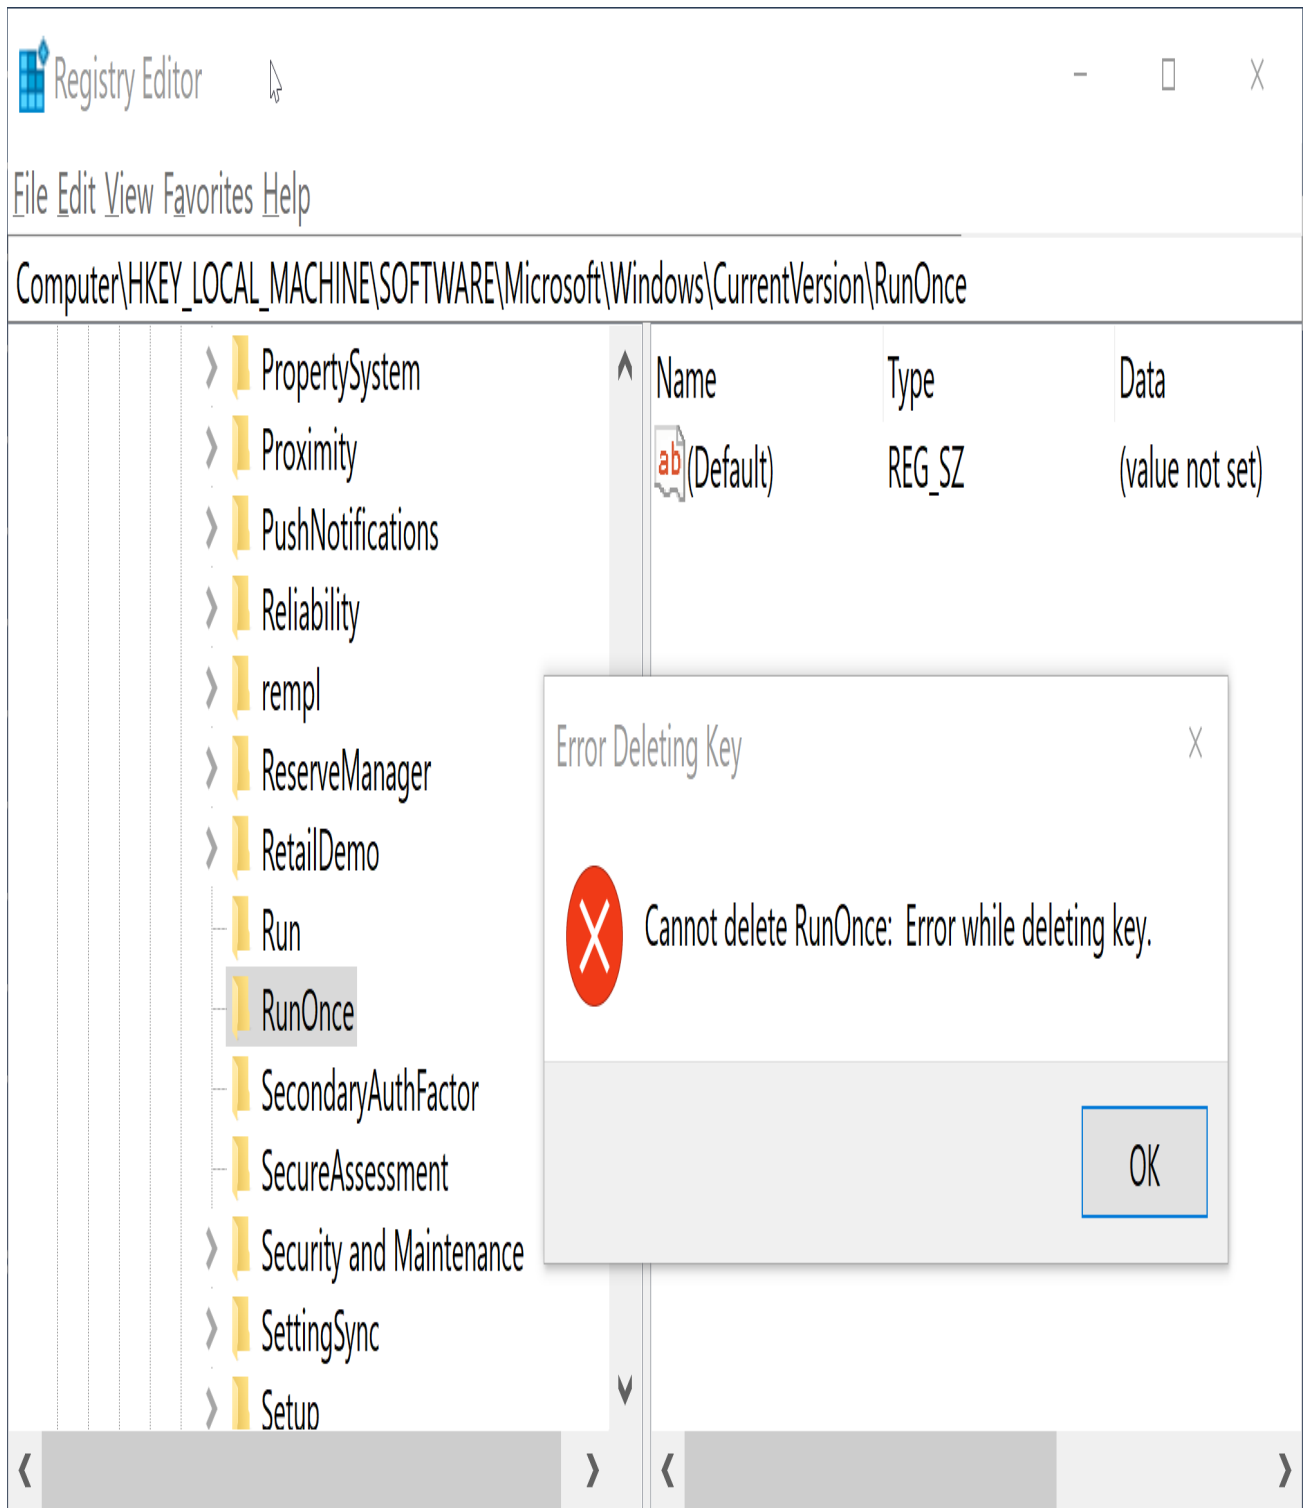 Registry Editor
File Edit View Favorites Help
Computer\HKEY_LOCAL_MACHINE\SOFTWARE\Microsoft\Windows\CurrentVersion\RunOnce
PropertySystem
Proximity
PushNotifications
Reliability
rempl
ReserveManager
RetailDemo
Run
RunOnce
SecondaryAuthFactor
SecureAssessment
Security and Maintenance
SettingSync
Setup
Name Type Data
ab (Default) REG_SZ (value not set)
Error Deleting Key
Cannot delete RunOnce: Error while deleting key.
OK